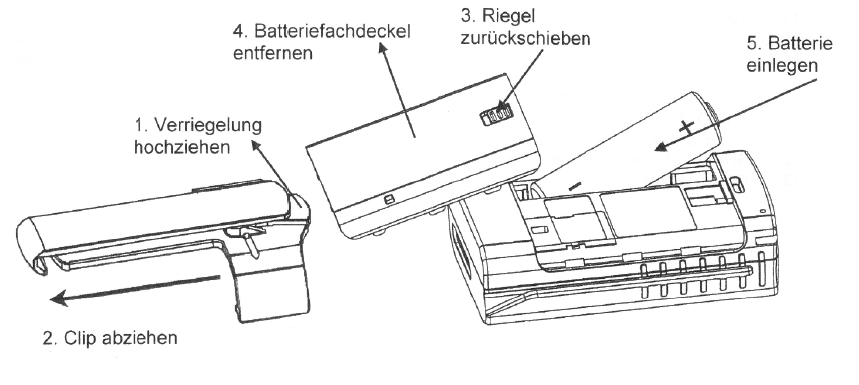 1. Verriegelung
hochziehen
2. Clip abziehen
3. Riegel
zurückschieben
4. Batteriefachdeckel
entfernen
5. Batterie
einlegen
+
–